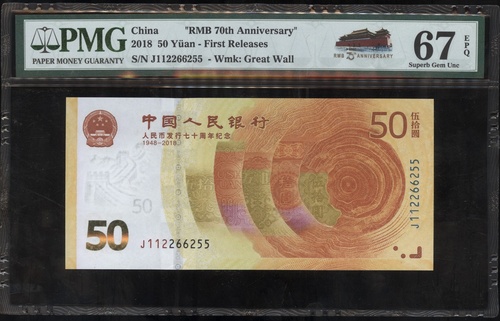 PMG
PAPER MONEY GUARANTY
China "RMB 70th Anniversary"
2018 50 Yüan - First Releases
S/N J112266255 - Wmk: Great Wall
67 EPQ
Superb Gem Unc
中国人民银行
人民币发行七十周年纪念
1948-2018
50
伍拾圆
50
50
J112266255
J112266255